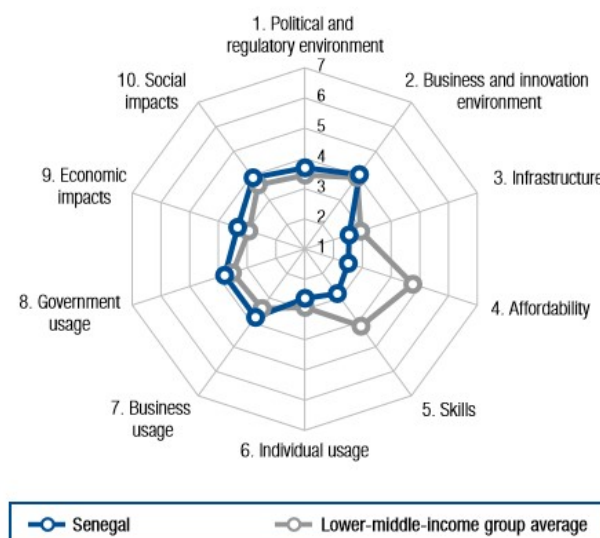 1. Political and
regulatory environment
2. Business and innovation
environment
3. Infrastructure
4. Affordability
5. Skills
6. Individual usage
7. Business
usage
8. Government
usage
9. Economic
impacts
10. Social
impacts
7
6
5
4
3
2
1
Senegal
Lower-middle-income group average